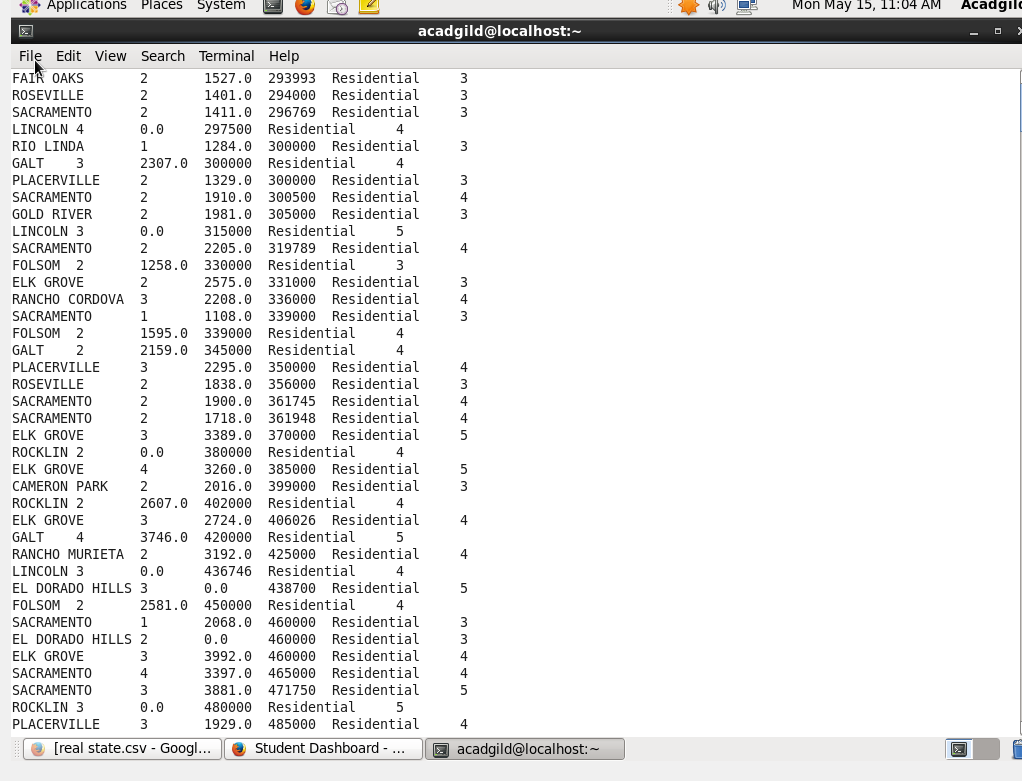 Applications Places System Mon May 15, 11:04 AM Acadgild
acadgild@localhost:~
File Edit View Search Terminal Help
FAIR OAKS 2 1527.0 293993 Residential 3
ROSEVILLE 2 1401.0 294000 Residential 3
SACRAMENTO 2 1411.0 296769 Residential 3
LINCOLN 4 0.0 297500 Residential 4
RIO LINDA 1 1284.0 300000 Residential 3
GALT 3 2307.0 300000 Residential 4
PLACERVILLE 2 1329.0 300000 Residential 3
SACRAMENTO 2 1910.0 300500 Residential 4
GOLD RIVER 2 1981.0 305000 Residential 3
LINCOLN 3 0.0 315000 Residential 5
SACRAMENTO 2 2205.0 319789 Residential 4
FOLSOM 2 1258.0 330000 Residential 3
ELK GROVE 2 2575.0 331000 Residential 3
RANCHO CORDOVA 3 2208.0 336000 Residential 4
SACRAMENTO 1 1108.0 339000 Residential 3
FOLSOM 2 1595.0 339000 Residential 4
GALT 2 2159.0 345000 Residential 4
PLACERVILLE 3 2295.0 350000 Residential 4
ROSEVILLE 2 1838.0 356000 Residential 3
SACRAMENTO 2 1900.0 361745 Residential 4
SACRAMENTO 2 1718.0 361948 Residential 4
ELK GROVE 3 3389.0 370000 Residential 5
ROCKLIN 2 0.0 380000 Residential 4
ELK GROVE 4 3260.0 385000 Residential 5
CAMERON PARK 2 2016.0 399000 Residential 3
ROCKLIN 2 2607.0 402000 Residential 4
ELK GROVE 3 2724.0 406026 Residential 4
GALT 4 3746.0 420000 Residential 5
RANCHO MURIETA 2 3192.0 425000 Residential 4
LINCOLN 3 0.0 436746 Residential 4
EL DORADO HILLS 3 0.0 438700 Residential 5
FOLSOM 2 2581.0 450000 Residential 4
SACRAMENTO 1 2068.0 460000 Residential 3
EL DORADO HILLS 2 0.0 460000 Residential 3
ELK GROVE 3 3992.0 460000 Residential 4
SACRAMENTO 4 3397.0 465000 Residential 4
SACRAMENTO 3 3881.0 471750 Residential 5
ROCKLIN 3 0.0 480000 Residential 5
PLACERVILLE 3 1929.0 485000 Residential 4
[real state.csv - Googl... Student Dashboard - ... acadgild@localhost:~